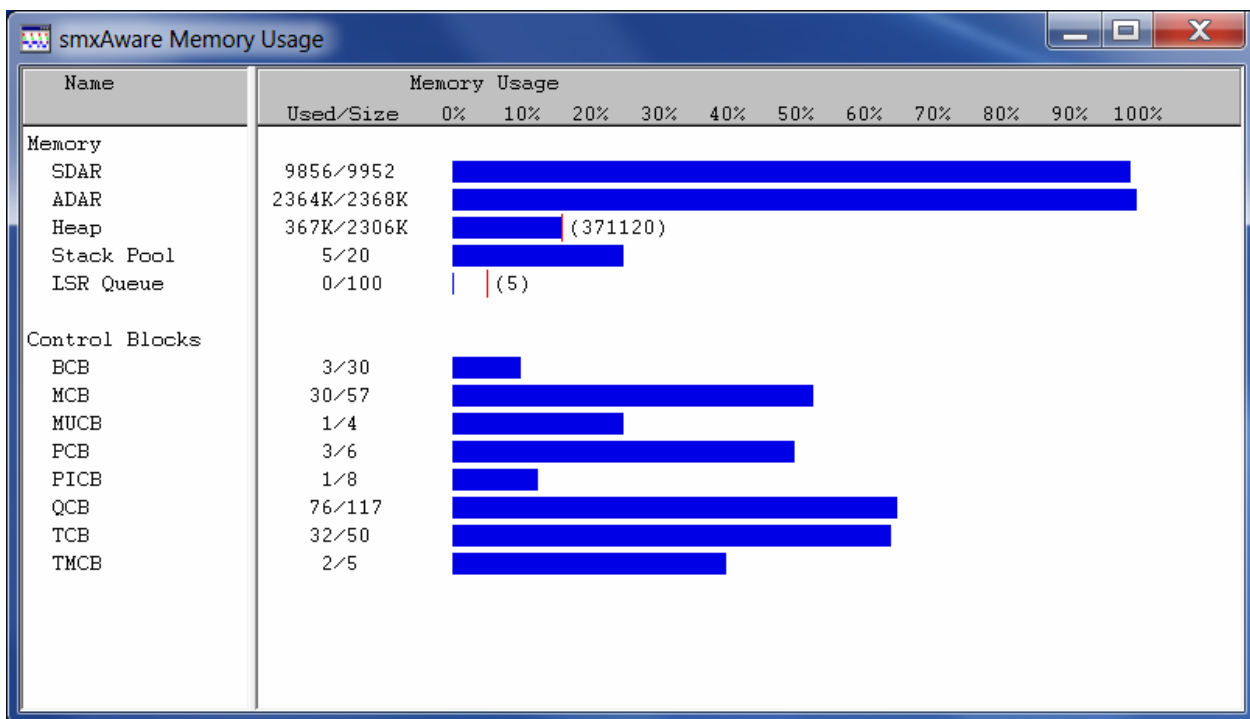 smxAware Memory Usage
Name Memory Usage
Used/Size 0% 10% 20% 30% 40% 50% 60% 70% 80% 90% 100%
Memory
SDAR 9856/9952
ADAR 2364K/2368K
Heap 367K/2306K (371120)
Stack Pool 5/20
LSR Queue 0/100 (5)
Control Blocks
BCB 3/30
MCB 30/57
MUCB 1/4
PCB 3/6
PICB 1/8
QCB 76/117
TCB 32/50
TMCB 2/5